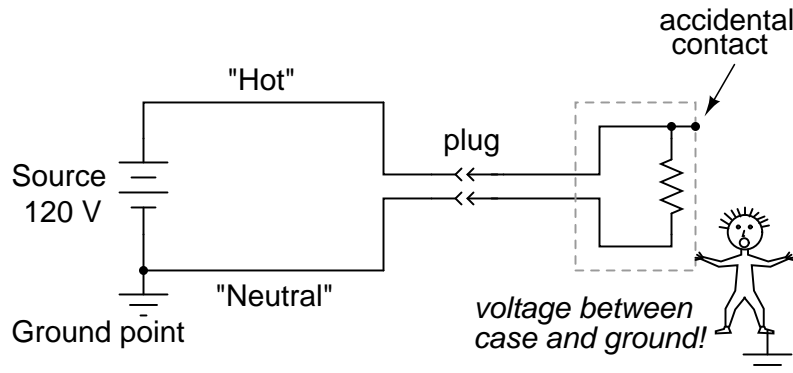 accidental
contact
"Hot"
plug
Source
120 V
"Neutral"
Ground point
voltage between
case and ground!